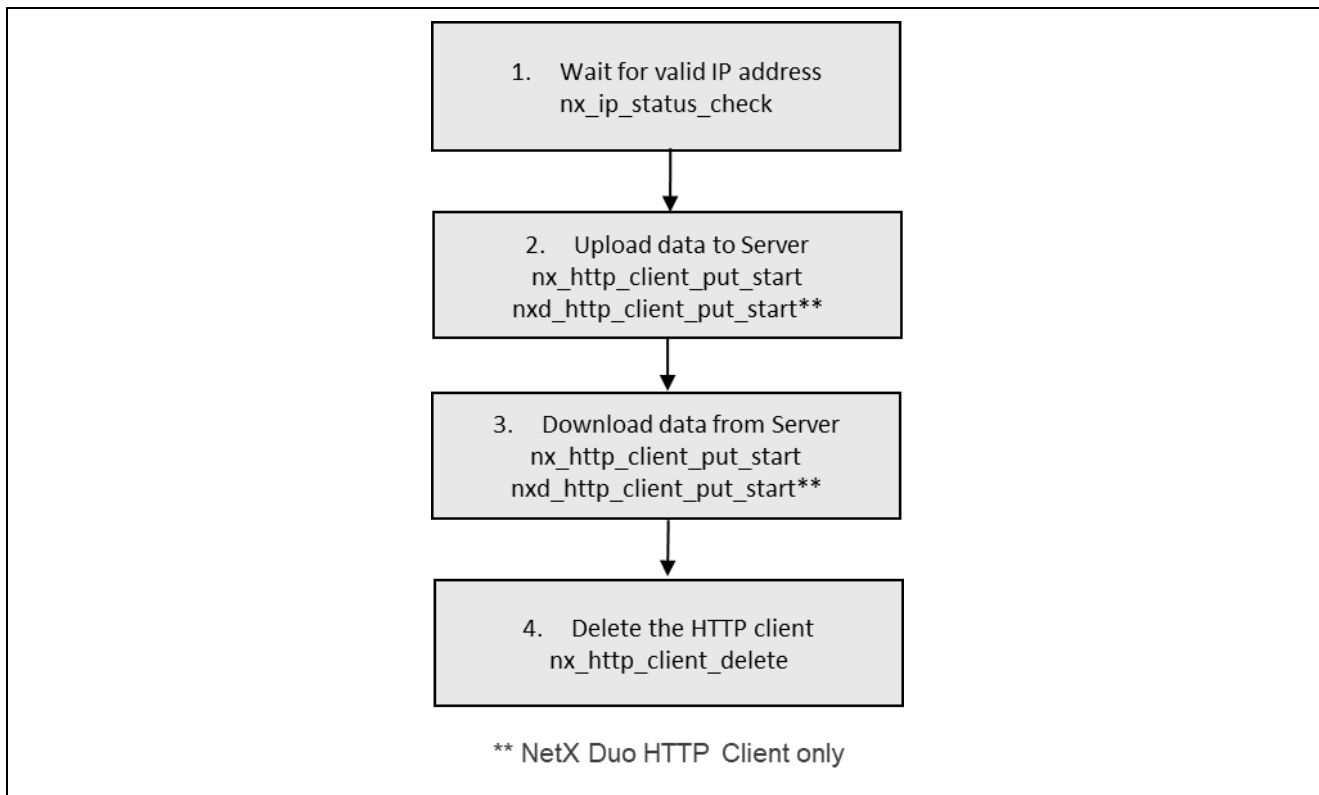 1. Wait for valid IP address
nx_ip_status_check
2. Upload data to Server
nx_http_client_put_start
nxd_http_client_put_start**
3. Download data from Server
nx_http_client_put_start
nxd_http_client_put_start**
4. Delete the HTTP client
nx_http_client_delete
** NetX Duo HTTP Client only